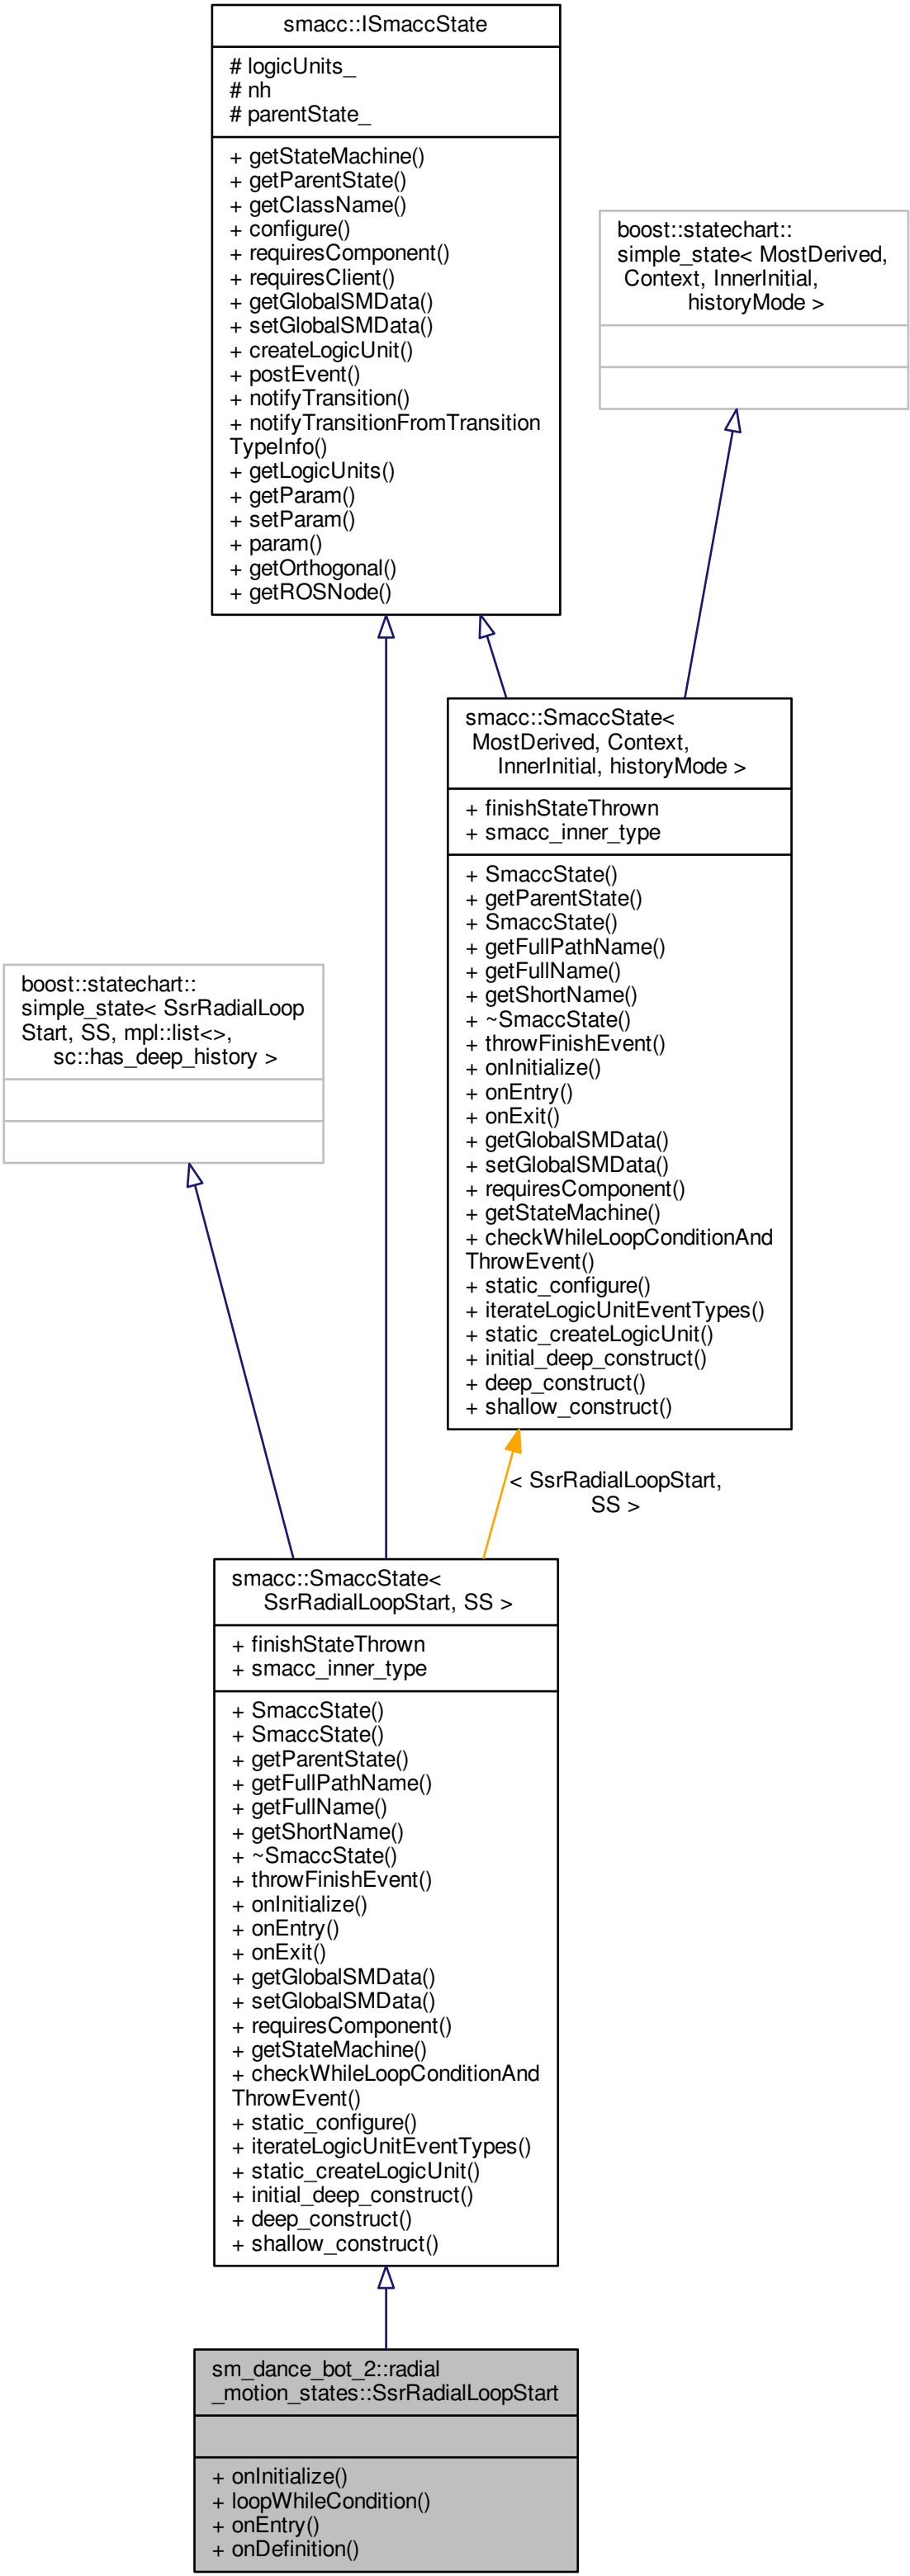 smacc::ISmaccState
# logicUnits_
# nh
# parentState_
+ getStateMachine()
+ getParentState()
+ getClassName()
+ configure()
+ requiresComponent()
+ requiresClient()
+ getGlobalSMData()
+ setGlobalSMData()
+ createLogicUnit()
+ postEvent()
+ notifyTransition()
+ notifyTransitionFromTransition
TypeInfo()
+ getLogicUnits()
+ getParam()
+ setParam()
+ param()
+ getOrthogonal()
+ getROSNode()
boost::statechart::
simple_state< MostDerived,
Context, InnerInitial,
historyMode >
smacc::SmaccState<
MostDerived, Context,
InnerInitial, historyMode >
+ finishStateThrown
+ smacc_inner_type
+ SmaccState()
+ getParentState()
+ SmaccState()
+ getFullPathName()
+ getFullName()
+ getShortName()
+ ~SmaccState()
+ throwFinishEvent()
+ onInitialize()
+ onEntry()
+ onExit()
+ getGlobalSMData()
+ setGlobalSMData()
+ requiresComponent()
+ getStateMachine()
+ checkWhileLoopConditionAnd
ThrowEvent()
+ static_configure()
+ iterateLogicUnitEventTypes()
+ static_createLogicUnit()
+ initial_deep_construct()
+ deep_construct()
+ shallow_construct()
boost::statechart::
simple_state< SsrRadialLoop
Start, SS, mpl::list<>,
sc::has_deep_history >
< SsrRadialLoopStart,
SS >
smacc::SmaccState<
SsrRadialLoopStart, SS >
+ finishStateThrown
+ smacc_inner_type
+ SmaccState()
+ SmaccState()
+ getParentState()
+ getFullPathName()
+ getFullName()
+ getShortName()
+ ~SmaccState()
+ throwFinishEvent()
+ onInitialize()
+ onEntry()
+ onExit()
+ getGlobalSMData()
+ setGlobalSMData()
+ requiresComponent()
+ getStateMachine()
+ checkWhileLoopConditionAnd
ThrowEvent()
+ static_configure()
+ iterateLogicUnitEventTypes()
+ static_createLogicUnit()
+ initial_deep_construct()
+ deep_construct()
+ shallow_construct()
sm_dance_bot_2::radial
_motion_states::SsrRadialLoopStart
+ onInitialize()
+ loopWhileCondition()
+ onEntry()
+ onDefinition()